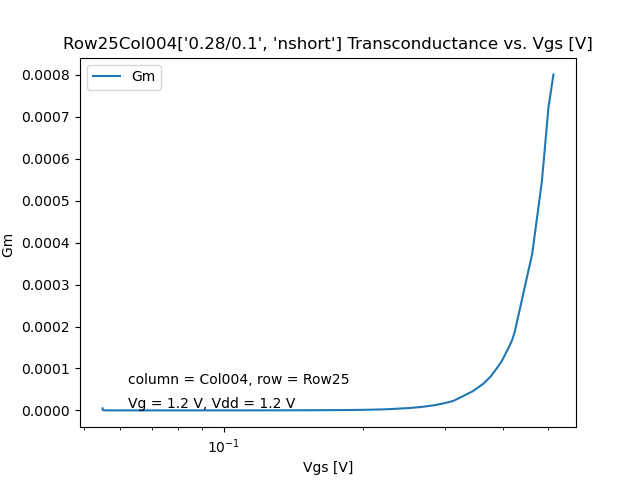 Row25Col004['0.28/0.1', 'nshort'] Transconductance vs. Vgs [V]
Gm
0.0008
0.0007
0.0006
0.0005
0.0004
0.0003
0.0002
0.0001
0.0000
Gm
column = Col004, row = Row25
Vg = 1.2 V, Vdd = 1.2 V
10⁻¹
Vgs [V]